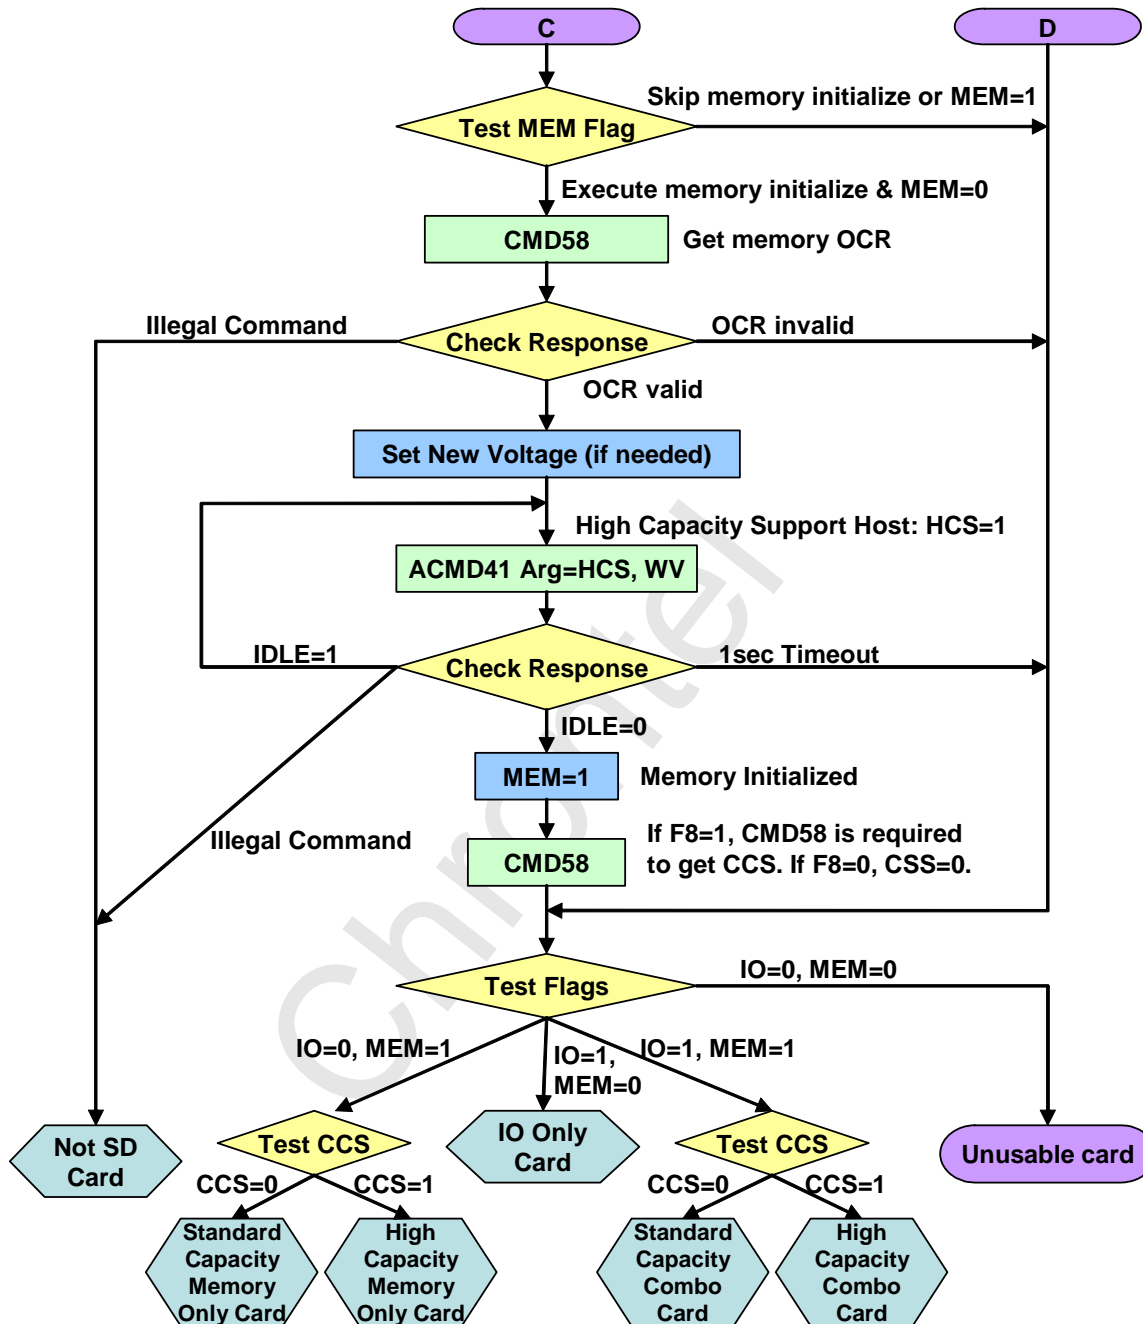 C
D
Skip memory initialize or MEM=1
Test MEM Flag
Execute memory initialize & MEM=0
CMD58
Get memory OCR
Illegal Command
OCR invalid
Check Response
OCR valid
Set New Voltage (if needed)
High Capacity Support Host: HCS=1
ACMD41 Arg=HCS, WV
IDLE=1
Check Response
1sec Timeout
IDLE=0
MEM=1
Memory Initialized
Illegal Command
CMD58
If F8=1, CMD58 is required
to get CCS. If F8=0, CSS=0.
Test Flags
IO=0, MEM=0
IO=0, MEM=1
IO=1,
MEM=0
IO=1, MEM=1
Not SD
Card
Test CCS
IO Only
Card
Test CCS
Unusable card
CCS=0
CCS=1
CCS=0
CCS=1
Standard
Capacity
Memory
Only Card
High
Capacity
Memory
Only Card
Standard
Capacity
Combo
Card
High
Capacity
Combo
Card
Chrontel